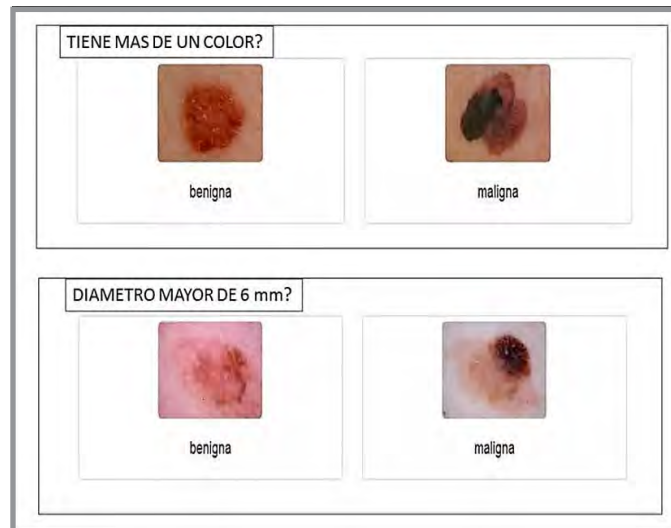 TIENE MAS DE UN COLOR?
benigna
maligna
DIAMETRO MAYOR DE 6 mm?
benigna
maligna